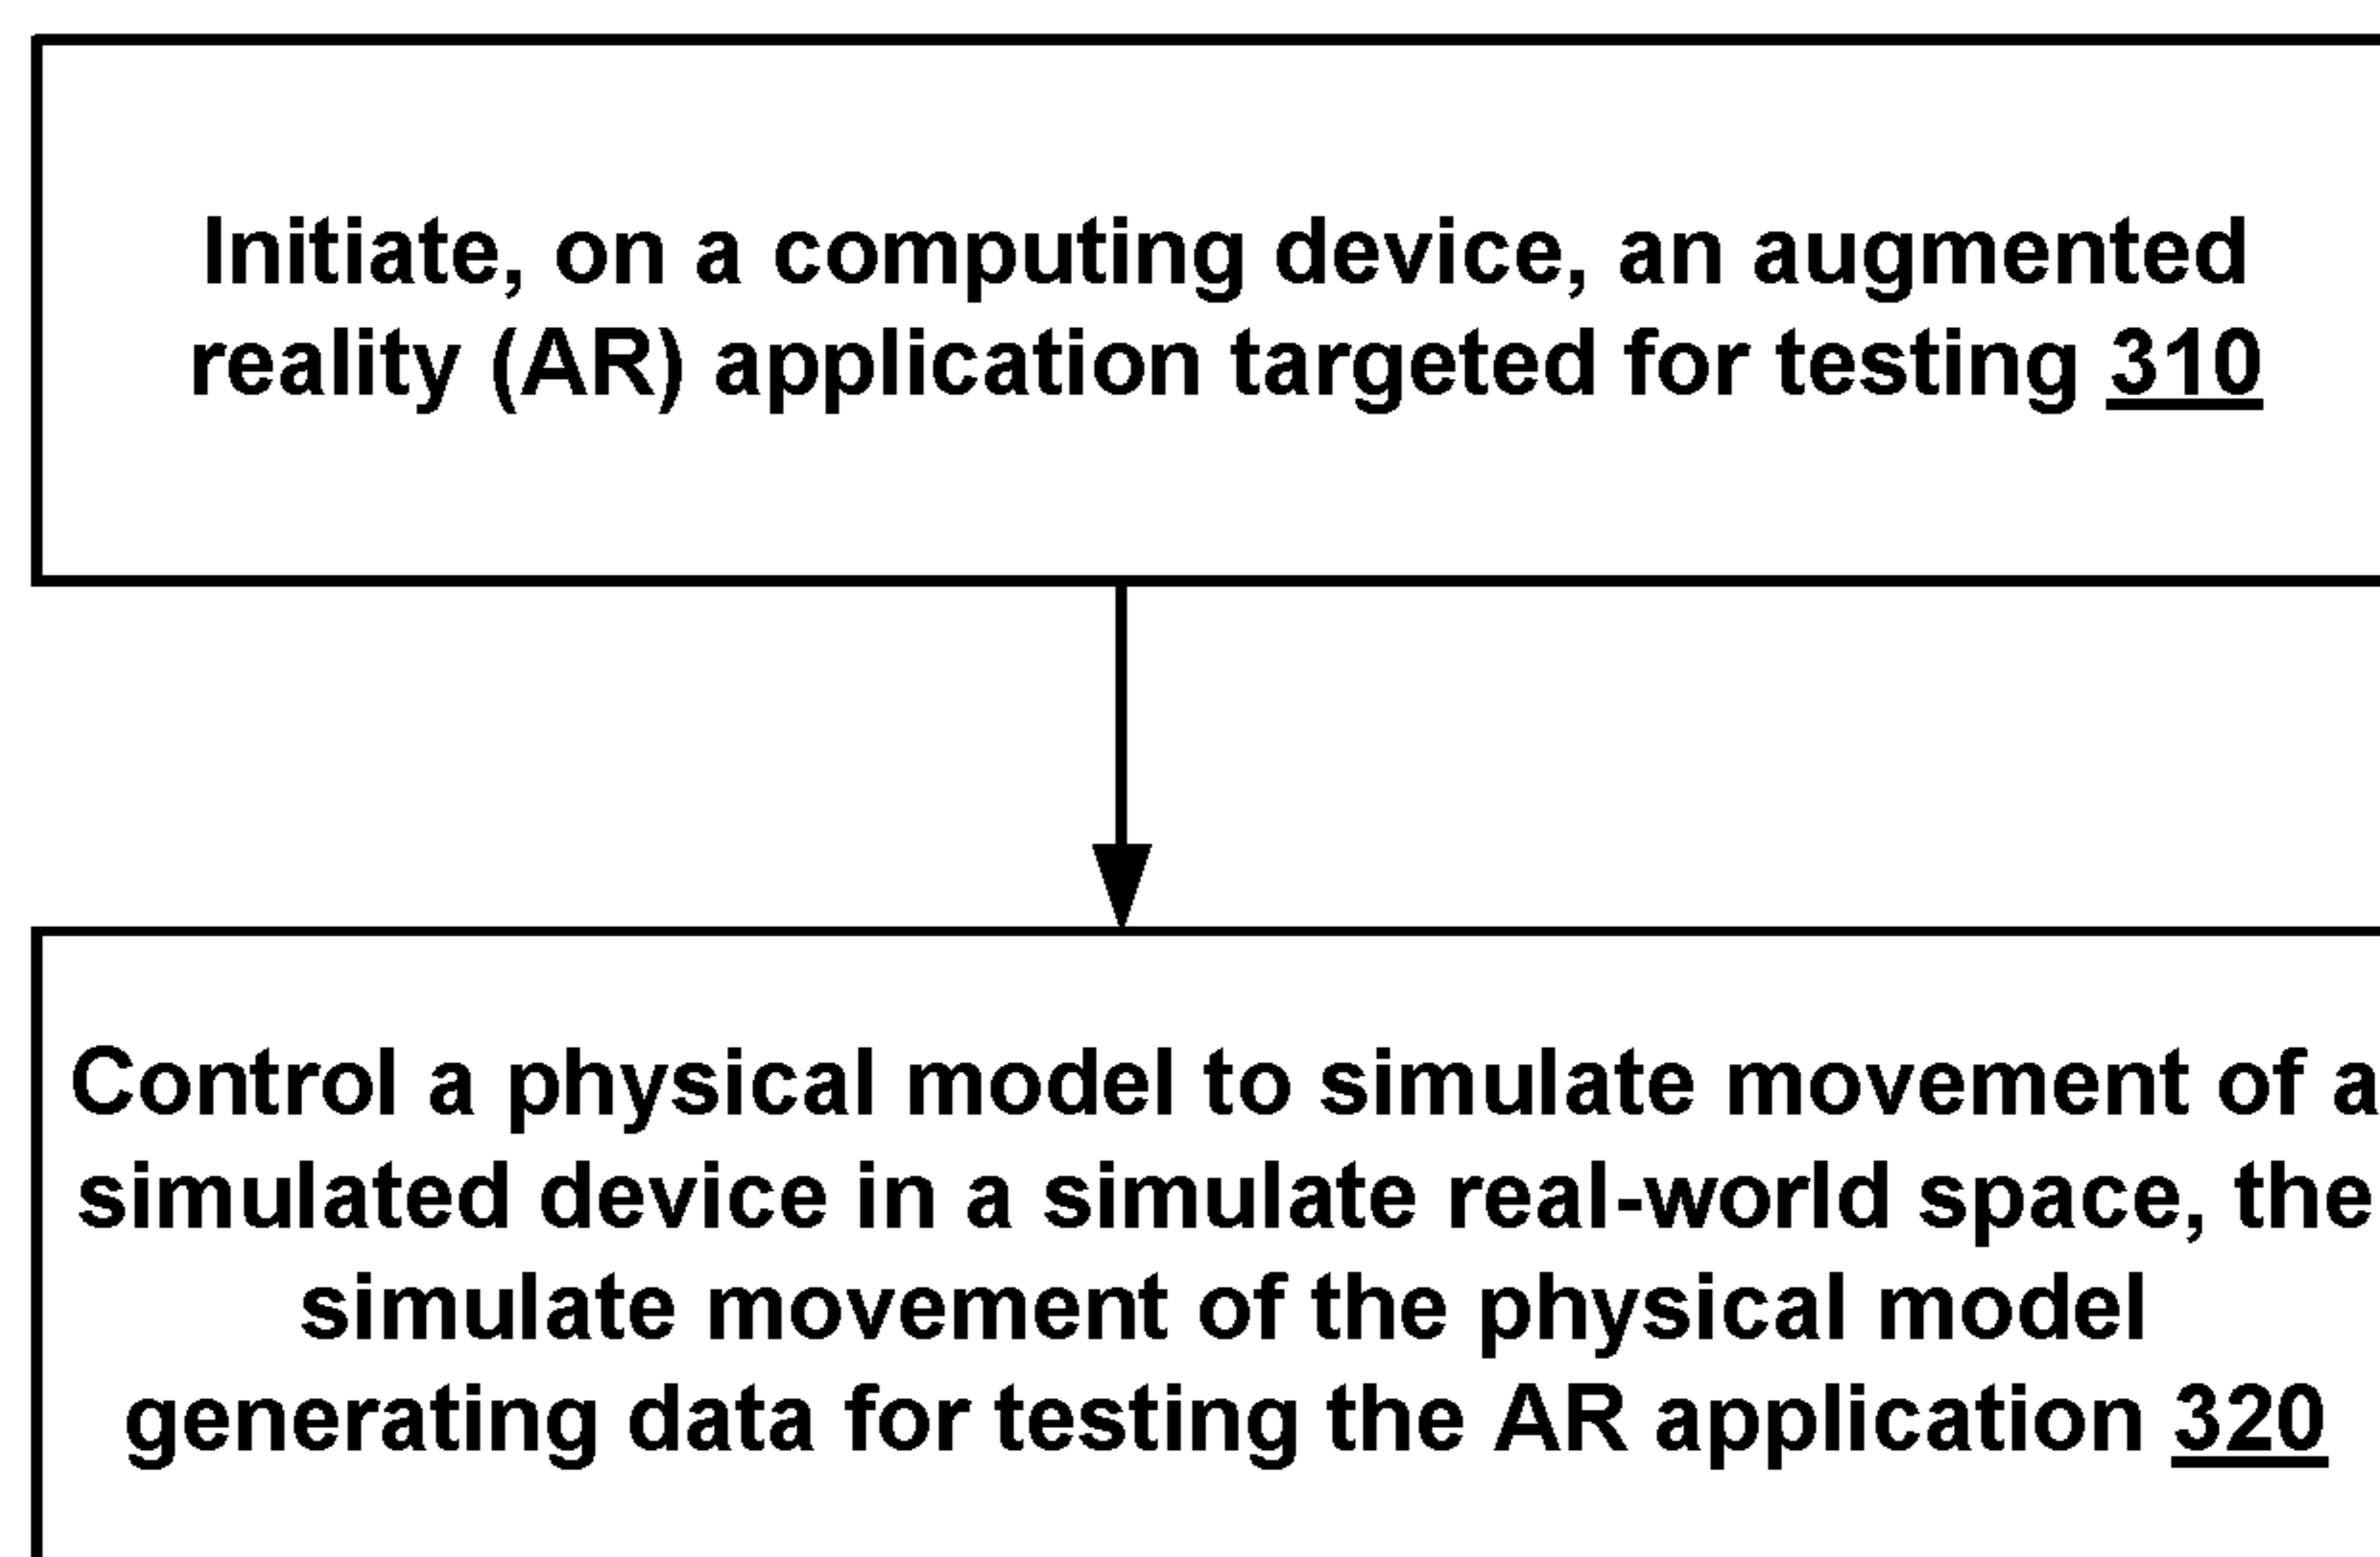 Initiate, on a computing device, an augmented
reality (AR) application targeted for testing 310
Control a physical model to simulate movement of a
simulated device in a simulate real-world space, the
simulate movement of the physical model
generating data for testing the AR application 320